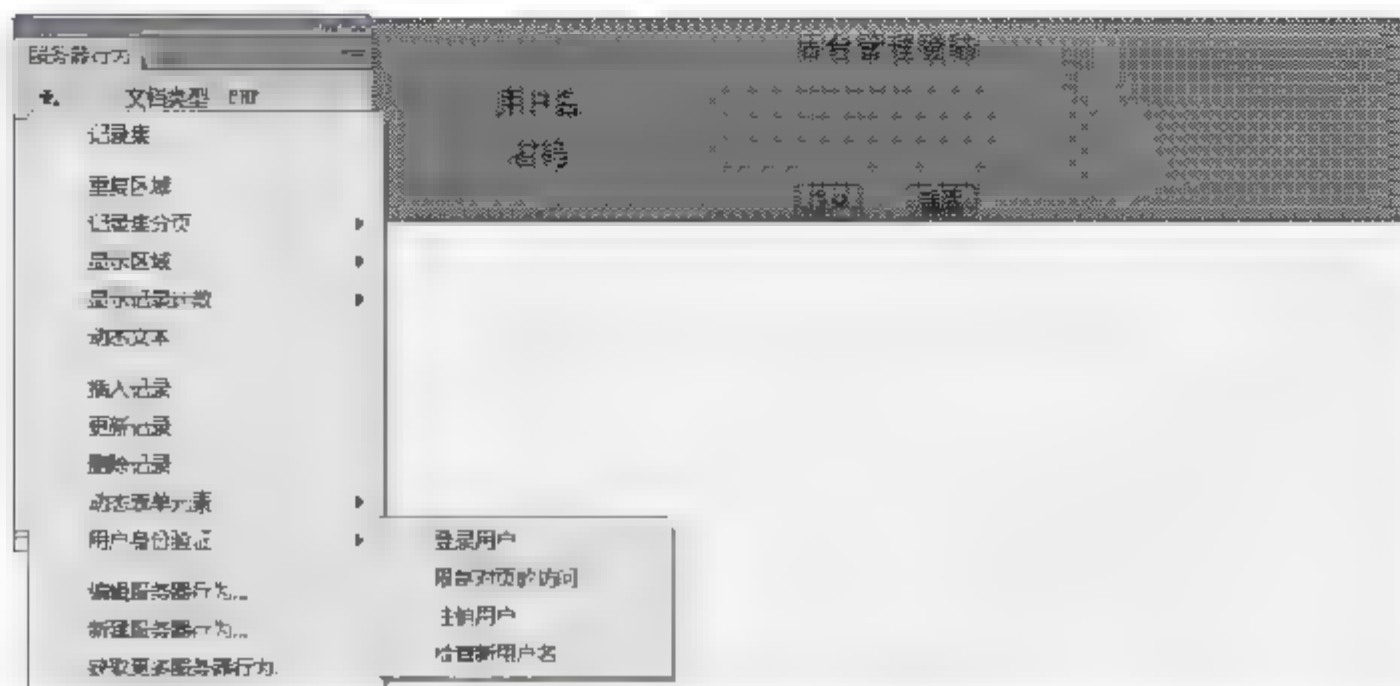 服务器行为
文档类型 PHP
记录集
重复区域
记录集分页
显示区域
显示记录计数
动态文本
插入记录
更新记录
删除记录
动态表单元素
用户身份验证
编辑服务器行为...
新建服务器行为...
获取更多服务器行为.
后台管理登陆
用户名
登录用户
限制对页的访问
注销用户
检查新用户名